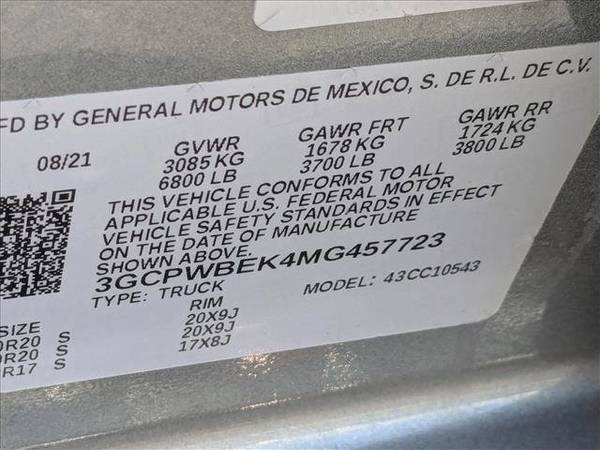 FD BY GENERAL MOTORS DE MEXICO, S. DE R.L. DE C.V.
08/21
GVWR GAWR FRT GAWR RR
3085 KG 1678 KG 1724 KG
6800 LB 3700 LB 3800 LB
THIS VEHICLE CONFORMS TO ALL
APPLICABLE U.S. FEDERAL MOTOR
VEHICLE SAFETY STANDARDS IN EFFECT
ON THE DATE OF MANUFACTURE
SHOWN ABOVE.
3GCPWBEK4MG457723
TYPE: TRUCK MODEL: 43CC10543
SIZE RIM
R20 S 20X9J
R20 S 20X9J
R17 S 17X8J